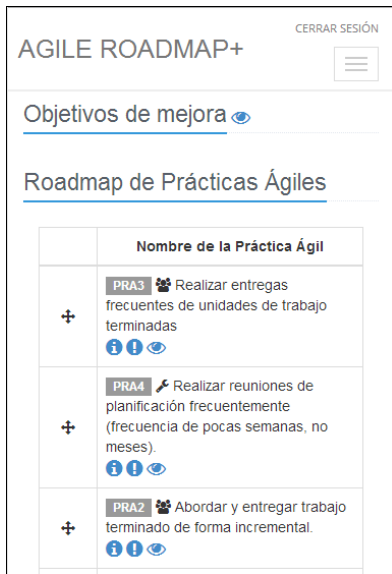 CERRAR SESIÓN
AGILE ROADMAP+
Objetivos de mejora
Roadmap de Prácticas Ágiles
Nombre de la Práctica Ágil
PRA3 Realizar entregas
frecuentes de unidades de trabajo
terminadas
PRA4 Realizar reuniones de
planificación frecuentemente
(frecuencia de pocas semanas, no
meses).
PRA2 Abordar y entregar trabajo
terminado de forma incremental.